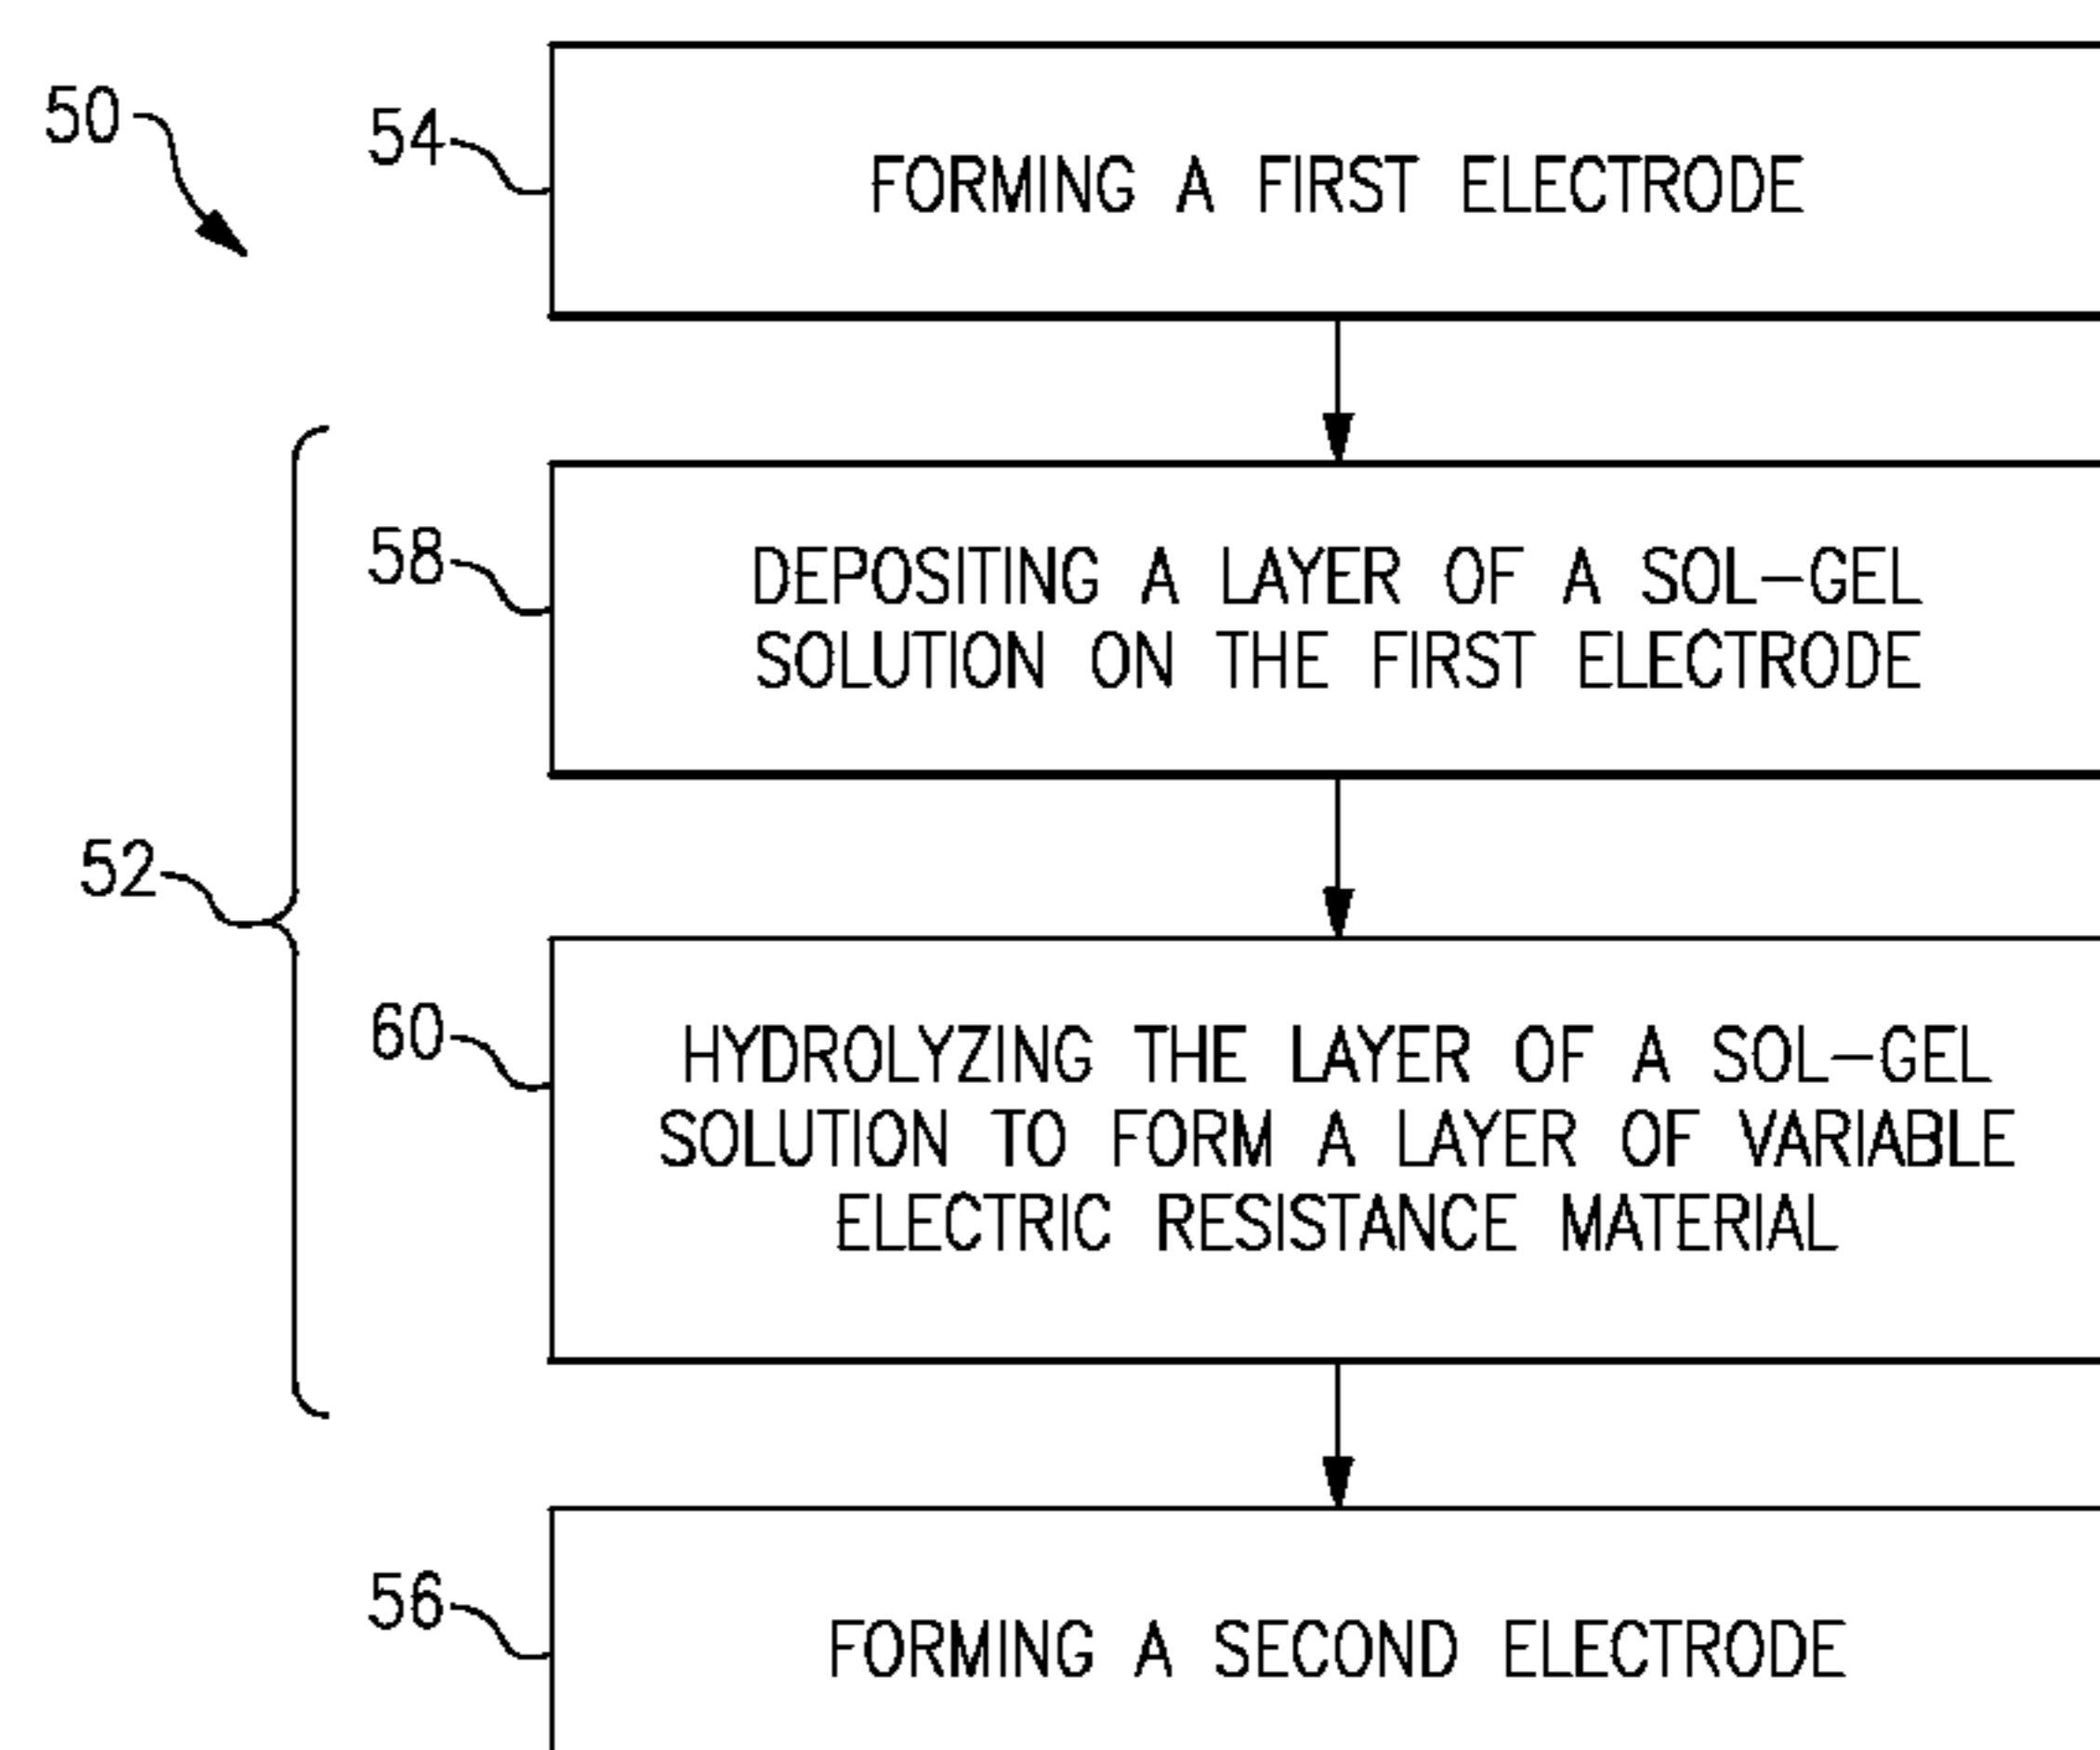 50
54
FORMING A FIRST ELECTRODE
58
DEPOSITING A LAYER OF A SOL-GEL
SOLUTION ON THE FIRST ELECTRODE
52
60
HYDROLYZING THE LAYER OF A SOL-GEL
SOLUTION TO FORM A LAYER OF VARIABLE
ELECTRIC RESISTANCE MATERIAL
56
FORMING A SECOND ELECTRODE